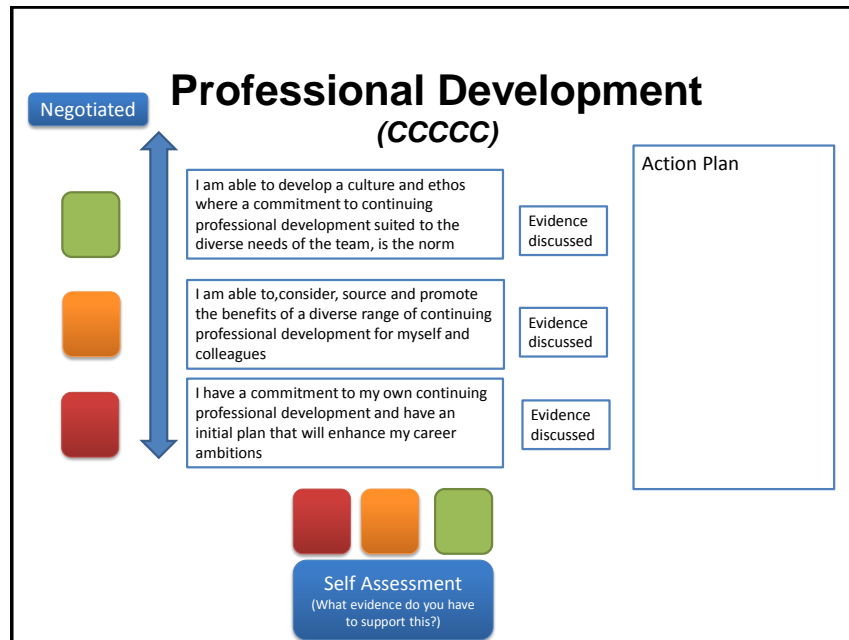 Professional Development
(CCCCC)
Negotiated
I am able to develop a culture and ethos
where a commitment to continuing
professional development suited to the
diverse needs of the team, is the norm
Evidence
discussed
I am able to,consider, source and promote
the benefits of a diverse range of continuing
professional development for myself and
colleagues
Evidence
discussed
I have a commitment to my own continuing
professional development and have an
initial plan that will enhance my career
ambitions
Evidence
discussed
Action Plan
Self Assessment
(What evidence do you have
to support this?)